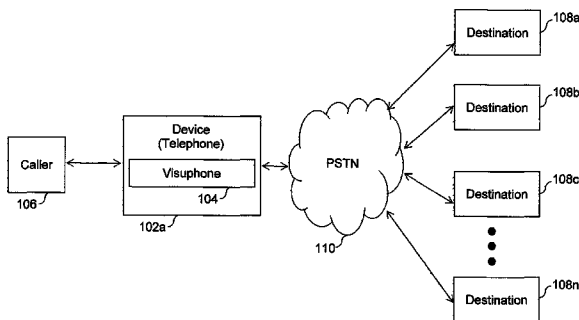 108a
Destination
108b
Destination
Device
(Telephone)
Visuphone
104
102a
Caller
106
PSTN
110
108c
Destination
108n
Destination